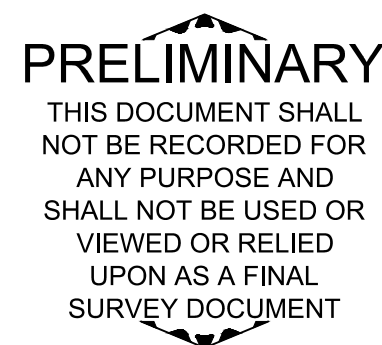 PRELIMINARY
THIS DOCUMENT SHALL
NOT BE RECORDED FOR
ANY PURPOSE AND
SHALL NOT BE USED OR
VIEWED OR RELIED
UPON AS A FINAL
SURVEY DOCUMENT